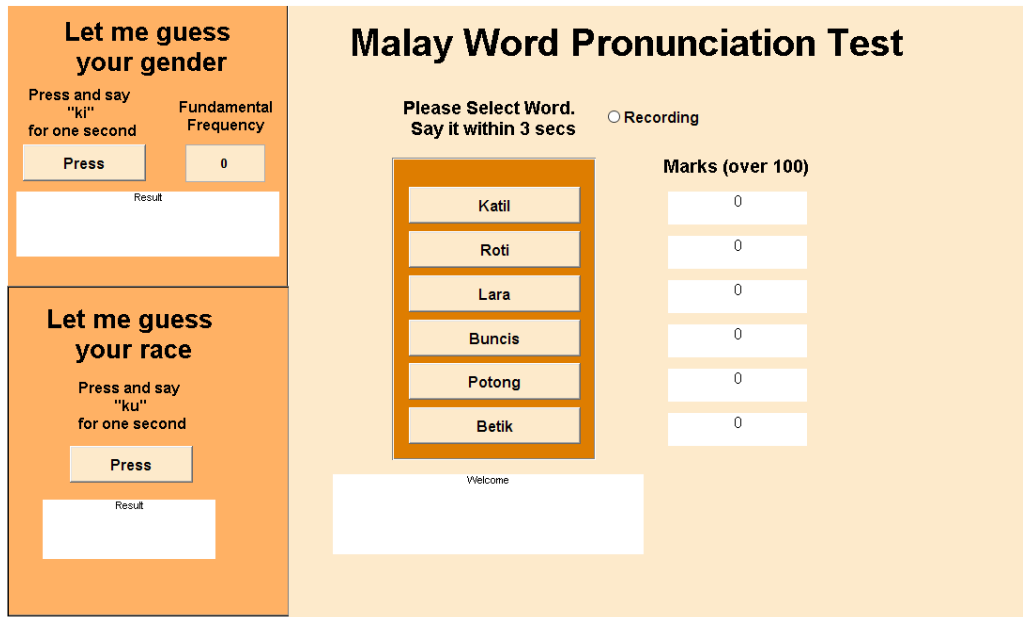 Let me guess
your gender
Press and say
"ki"
for one second
Fundamental
Frequency
Press
0
Result
Let me guess
your race
Press and say
"ku"
for one second
Press
Result
Malay Word Pronunciation Test
Please Select Word.
Say it within 3 secs
Recording
Marks (over 100)
Katil
0
Roti
0
Lara
0
Buncis
0
Potong
0
Betik
0
Welcome